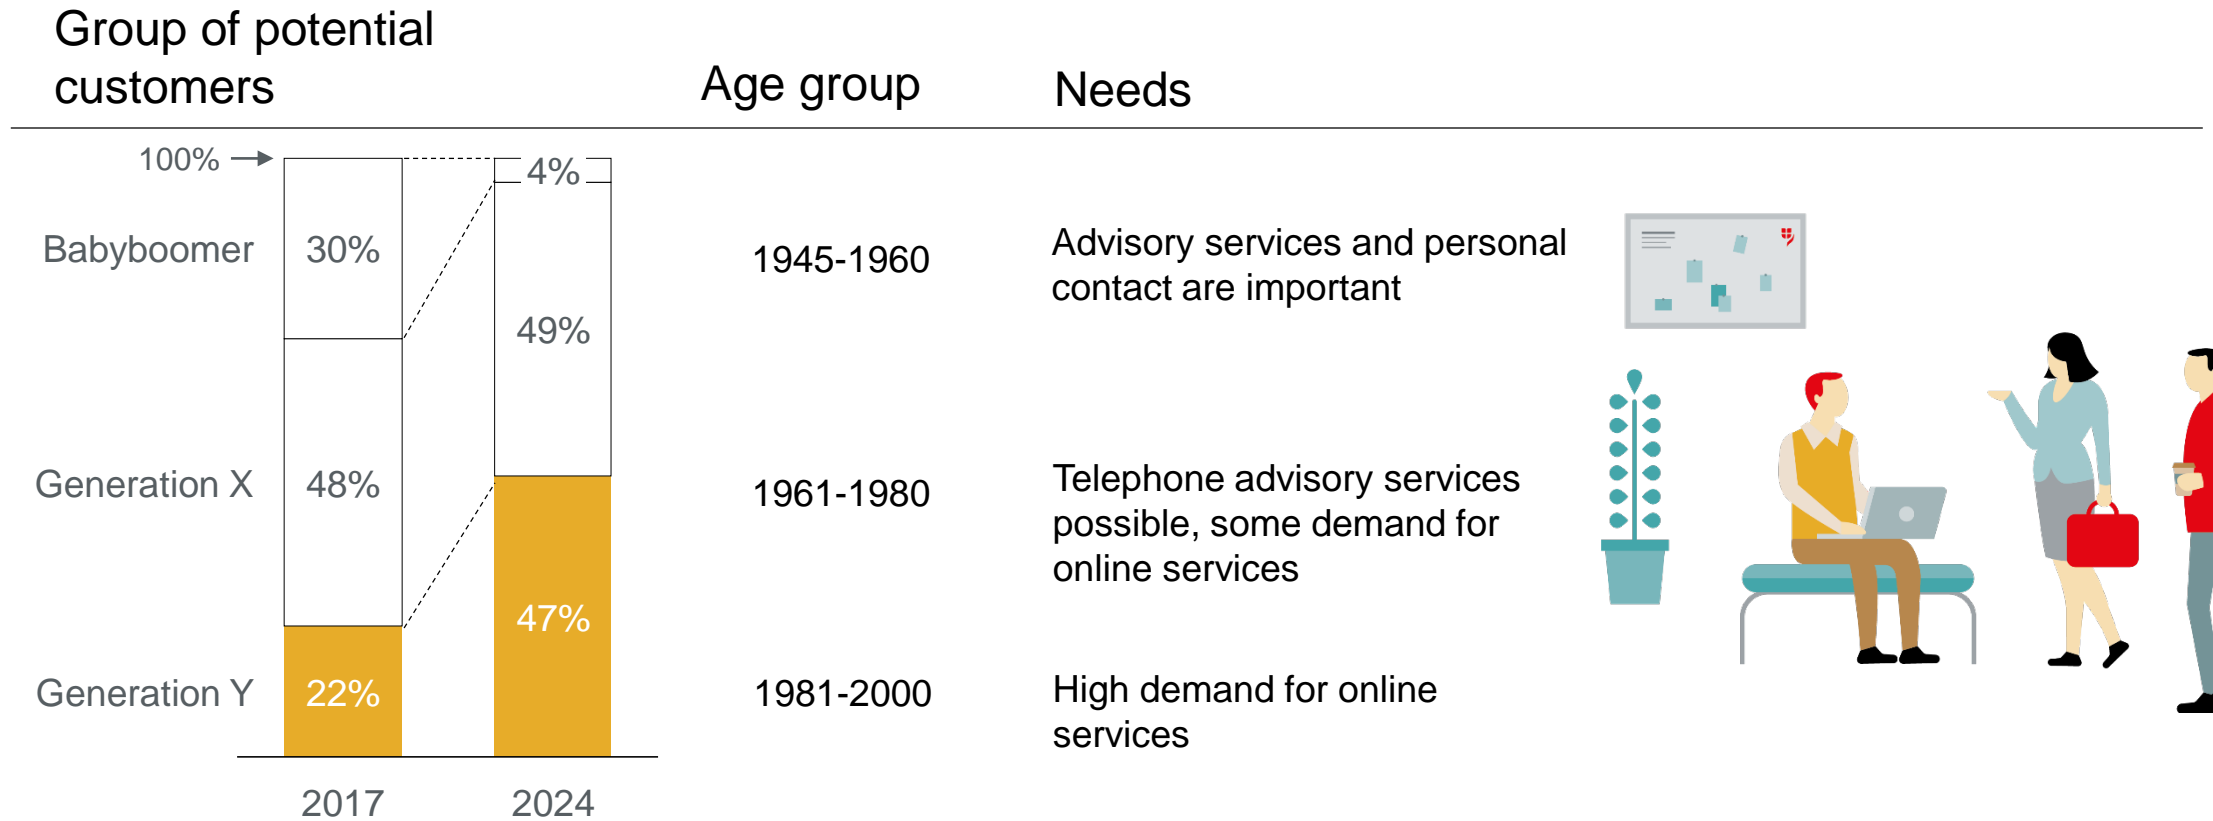 Group of potential
customers
Age group
Needs
100%
4%
Babyboomer
30%
1945-1960
Advisory services and personal
contact are important
49%
Generation X
48%
1961-1980
Telephone advisory services
possible, some demand for
online services
47%
Generation Y
22%
1981-2000
High demand for online
services
2017
2024